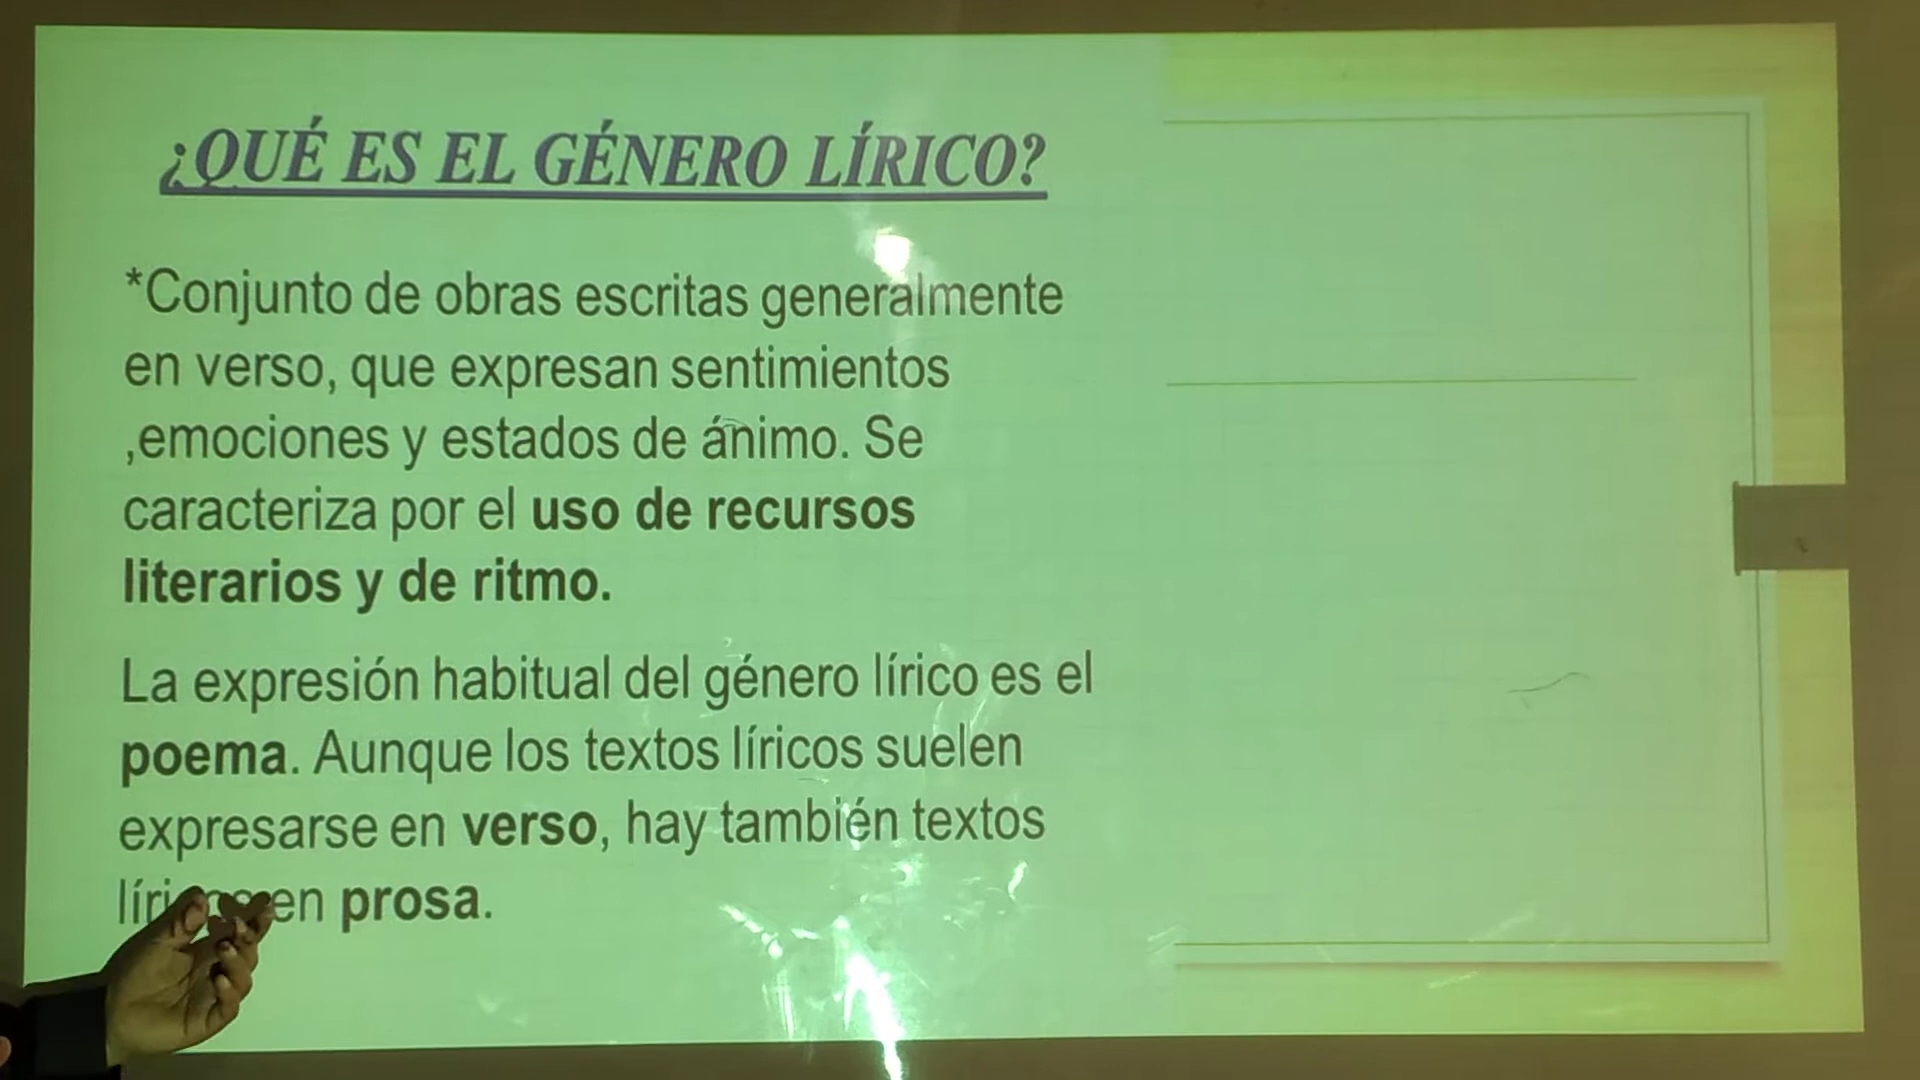 ¿QUÉ ES EL GÉNERO LÍRICO?
*Conjunto de obras escritas generalmente
en verso, que expresan sentimientos
,emociones y estados de ánimo. Se
caracteriza por el uso de recursos
literarios y de ritmo.
La expresión habitual del género lírico es el
poema. Aunque los textos líricos suelen
expresarse en verso, hay también textos
en prosa.